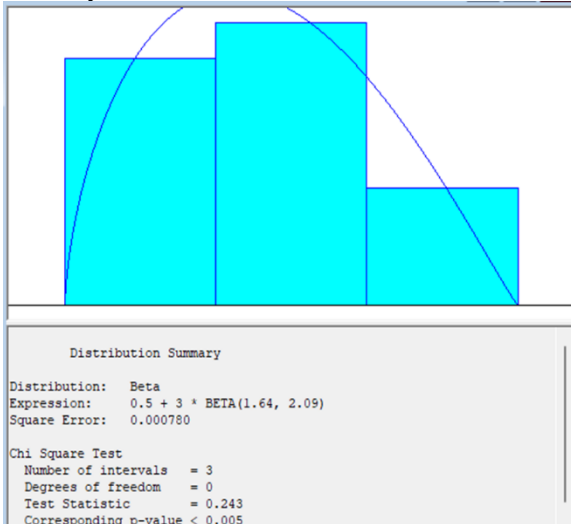 Distribution Summary
Distribution: Beta
Expression: 0.5 + 3 * BETA(1.64, 2.09)
Square Error: 0.000780
Chi Square Test
Number of intervals = 3
Degrees of freedom = 0
Test Statistic = 0.243
Corresponding p-value < 0.005